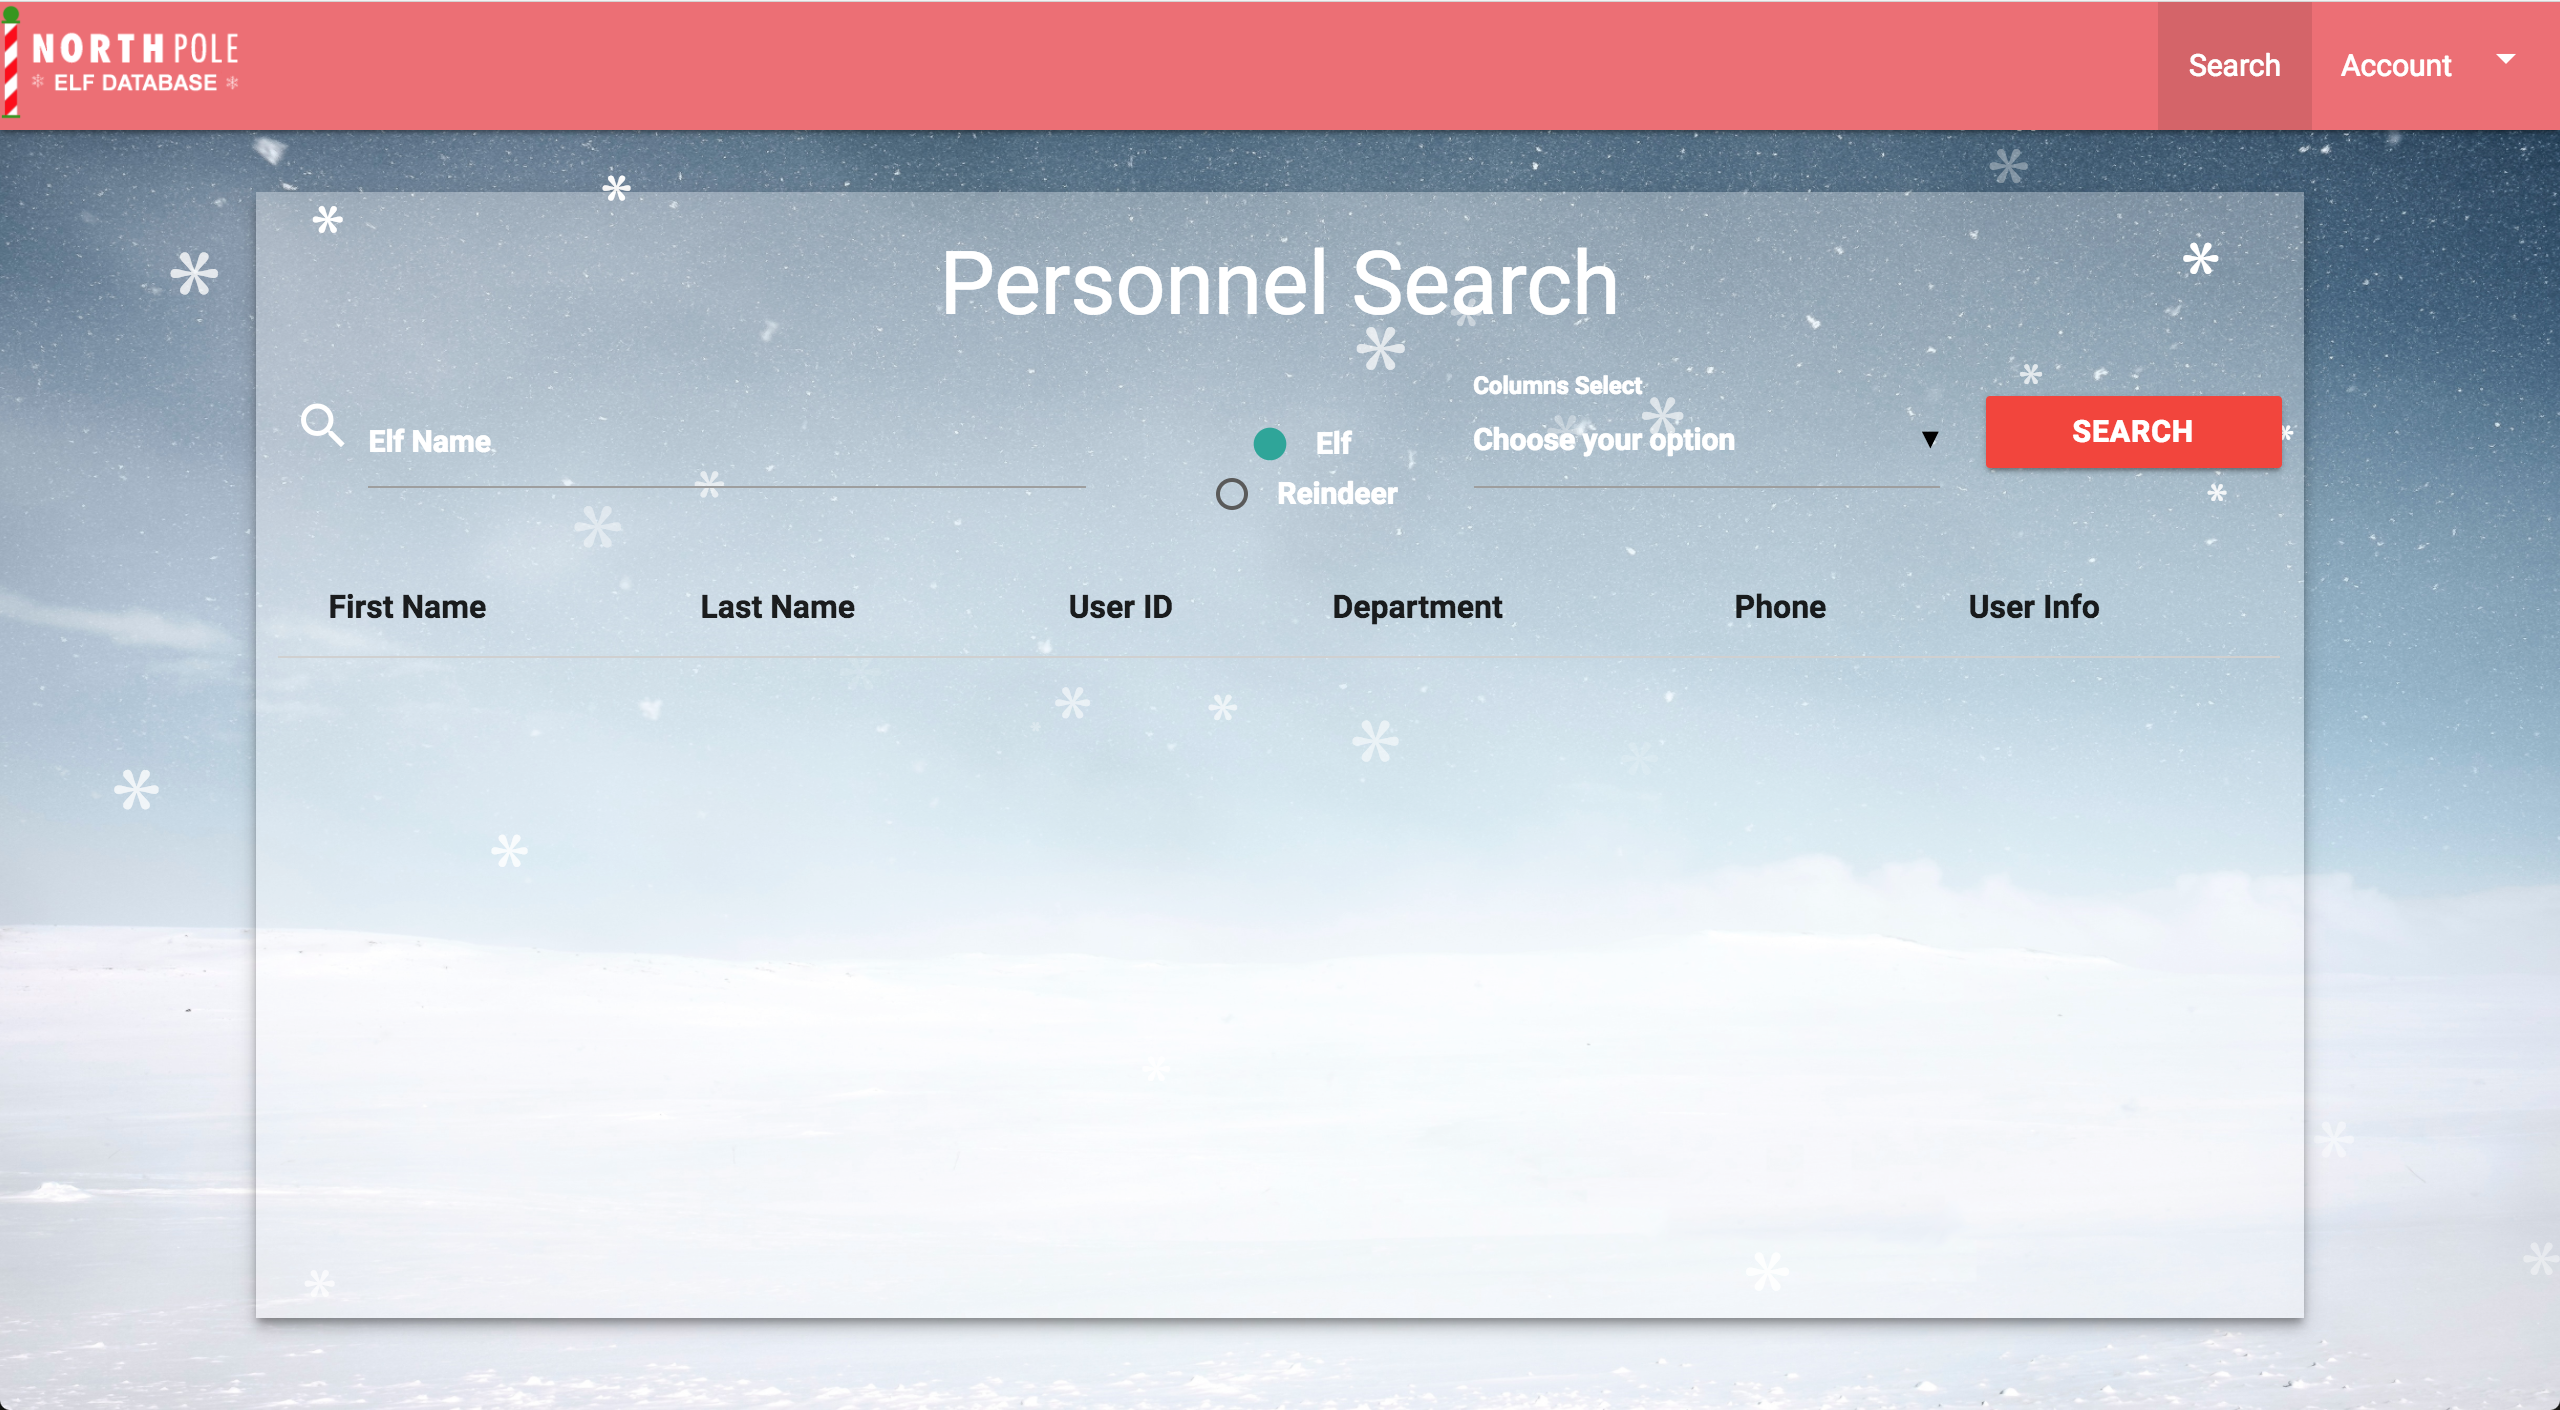 NORTH POLE
ELF DATABASE
Search
Account
Personnel Search
Columns Select
Elf Name
Elf
Choose your option
SEARCH
Reindeer
First Name
Last Name
User ID
Department
Phone
User Info